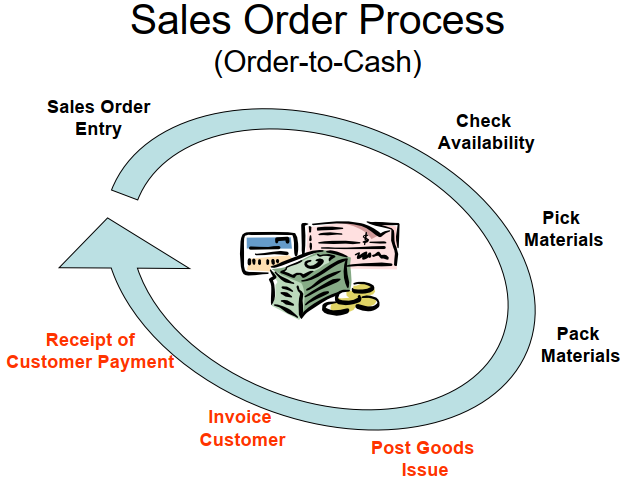 Sales Order Process
(Order-to-Cash)
Sales Order
Entry
Check
Availability
Pick
Materials
Pack
Materials
Post Goods
Issue
Invoice
Customer
Receipt of
Customer Payment
$